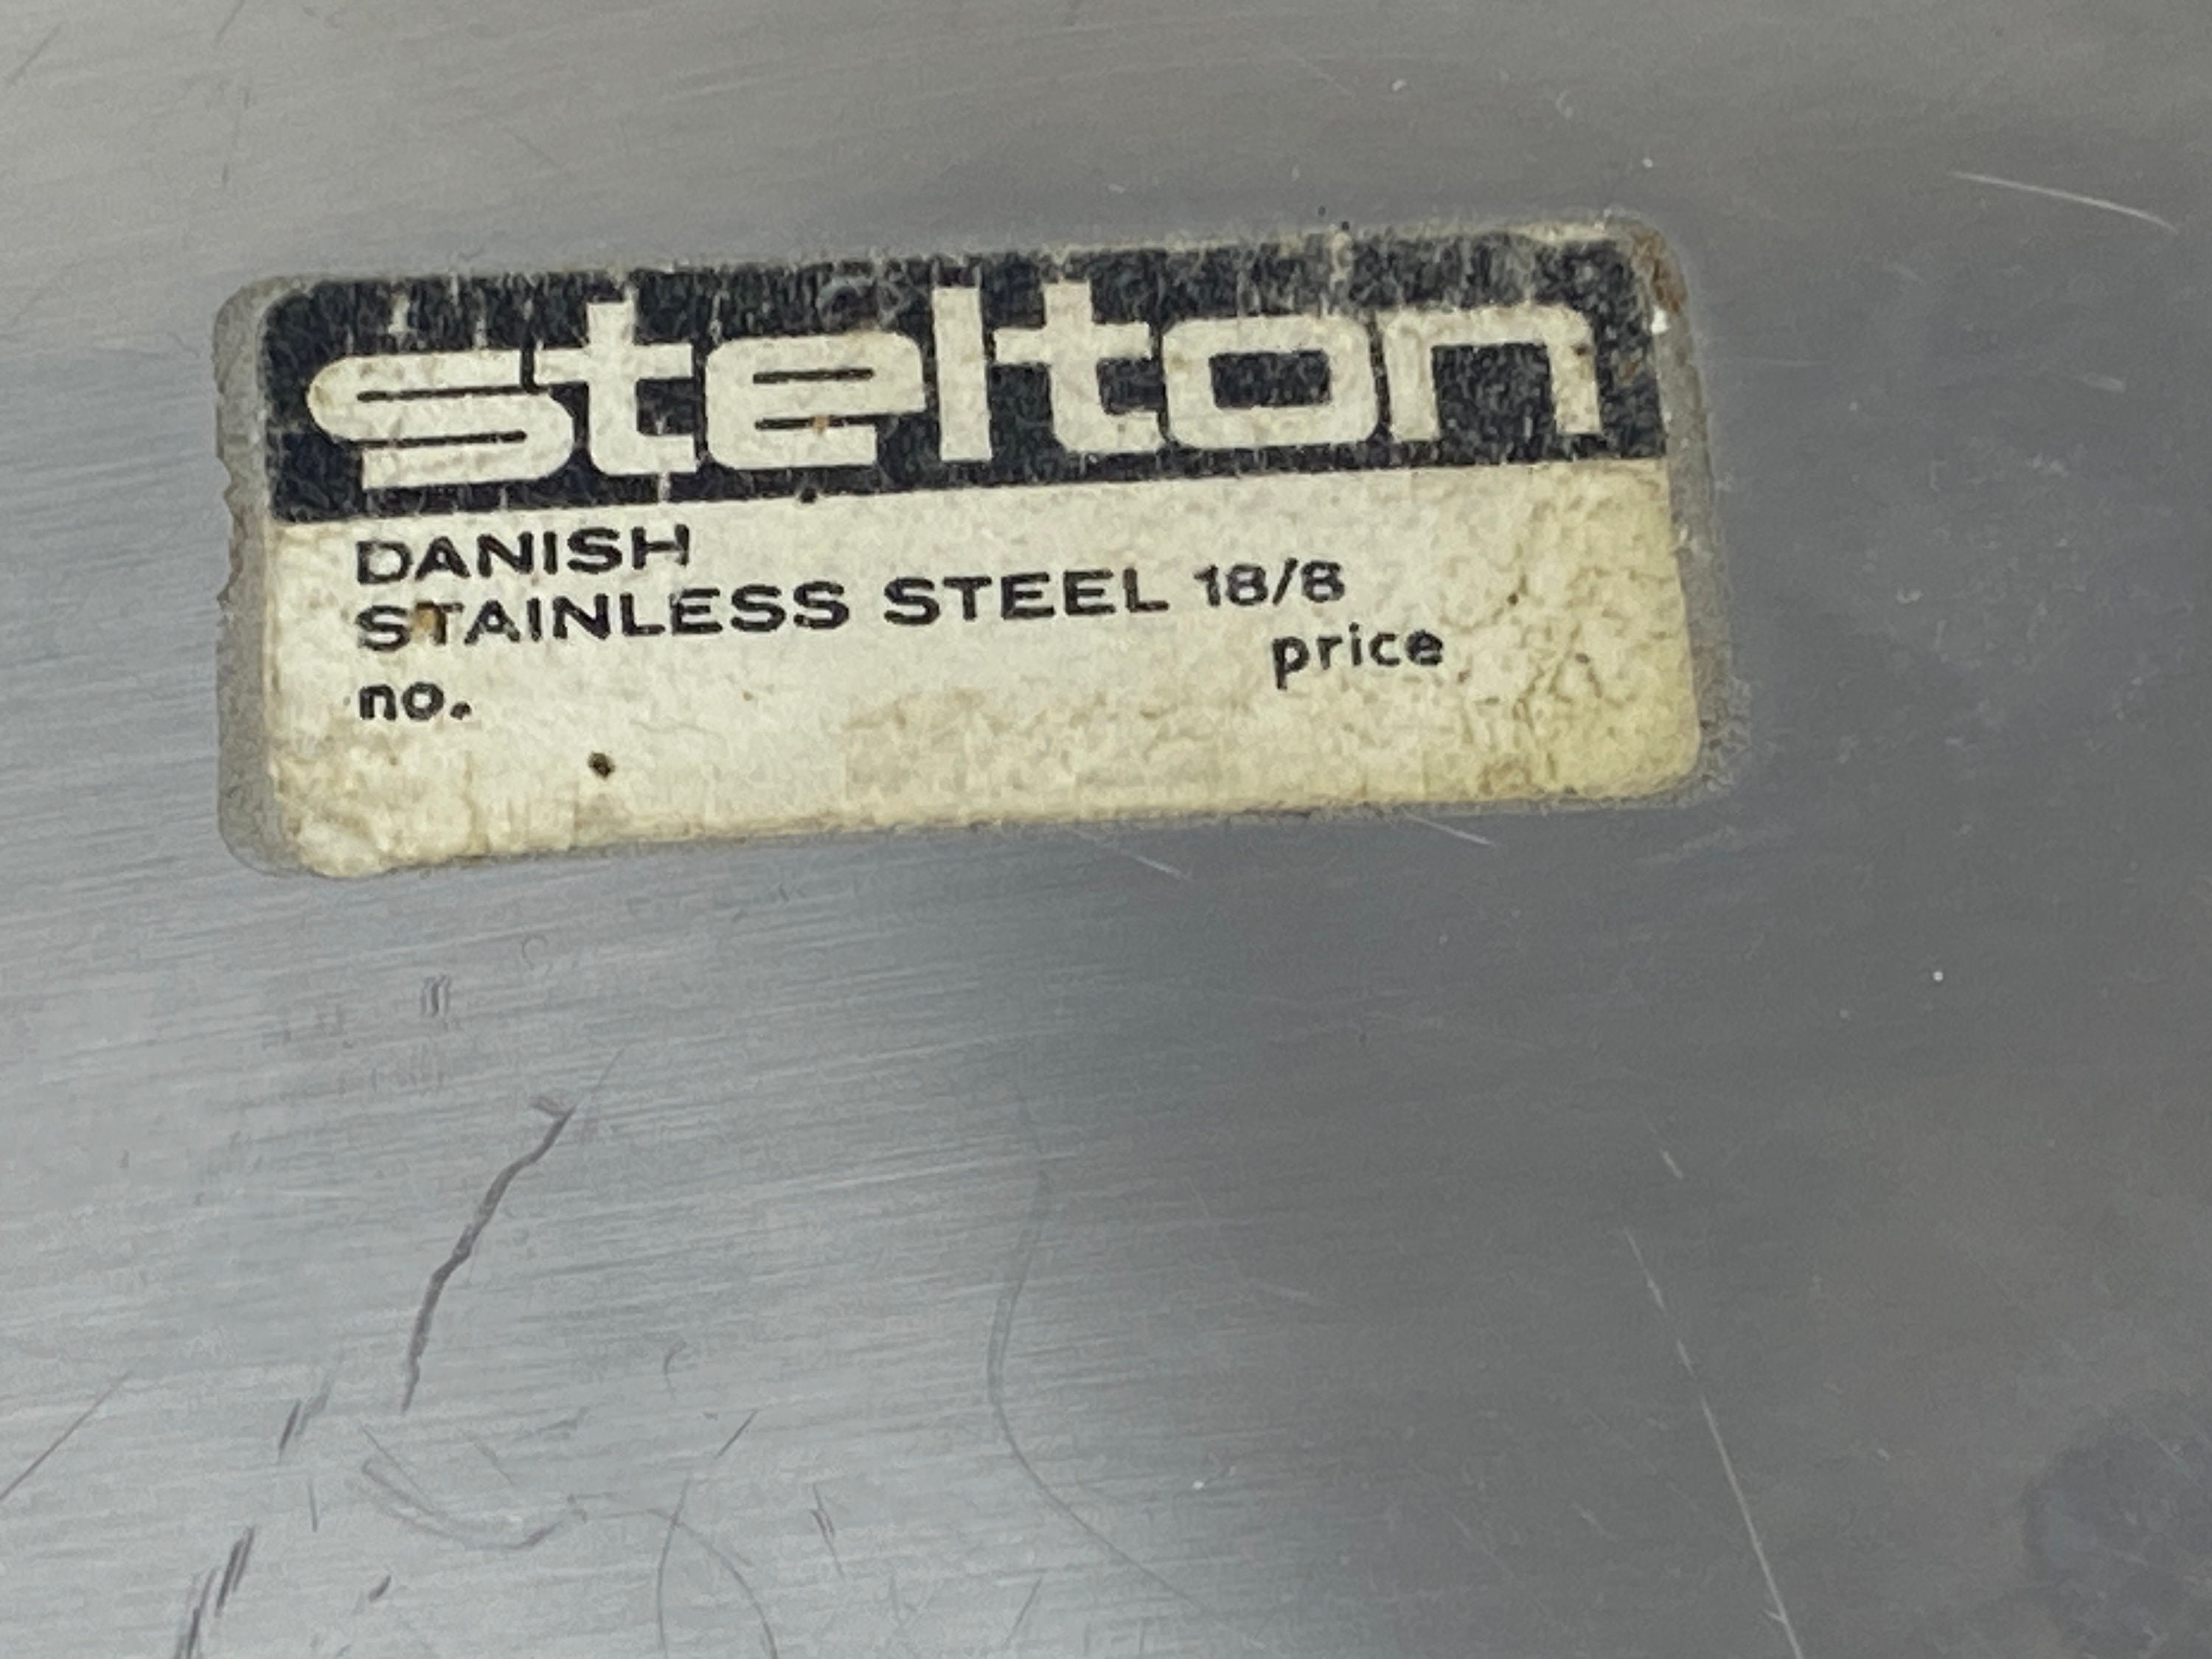 stelton
DANISH
STAINLESS STEEL 18/8
no. price